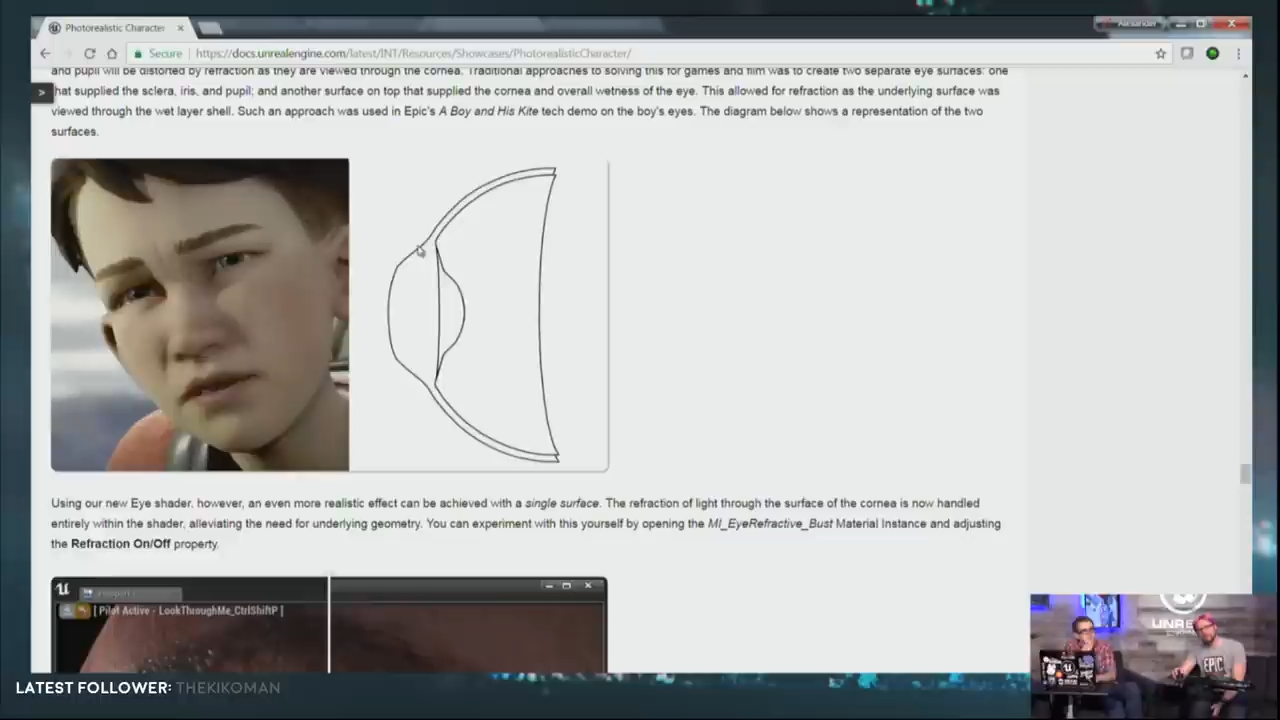 Photorealistic Character
Alexander
Secure https://docs.unrealengine.com/latest/INT/Resources/Showcases/PhotorealisticCharacter/
and pupil will be distorted by refraction as they are viewed through the cornea. Traditional approaches to solving this for games and film was to create two separate eye surfaces: one
that supplied the sclera, iris, and pupil; and another surface on top that supplied the cornea and overall wetness of the eye. This allowed for refraction as the underlying surface was
viewed through the wet layer shell. Such an approach was used in Epic's A Boy and His Kite tech demo on the boy's eyes. The diagram below shows a representation of the two
surfaces.
Using our new Eye shader, however, an even more realistic effect can be achieved with a single surface. The refraction of light through the surface of the cornea is now handled
entirely within the shader, alleviating the need for underlying geometry. You can experiment with this yourself by opening the MI_EyeRefractive_Bust Material Instance and adjusting
the Refraction On/Off property.
[ Pilot Active - LookThroughMe_CtrlShiftP ]
EPIC
LATEST FOLLOWER: THEKIKOMAN